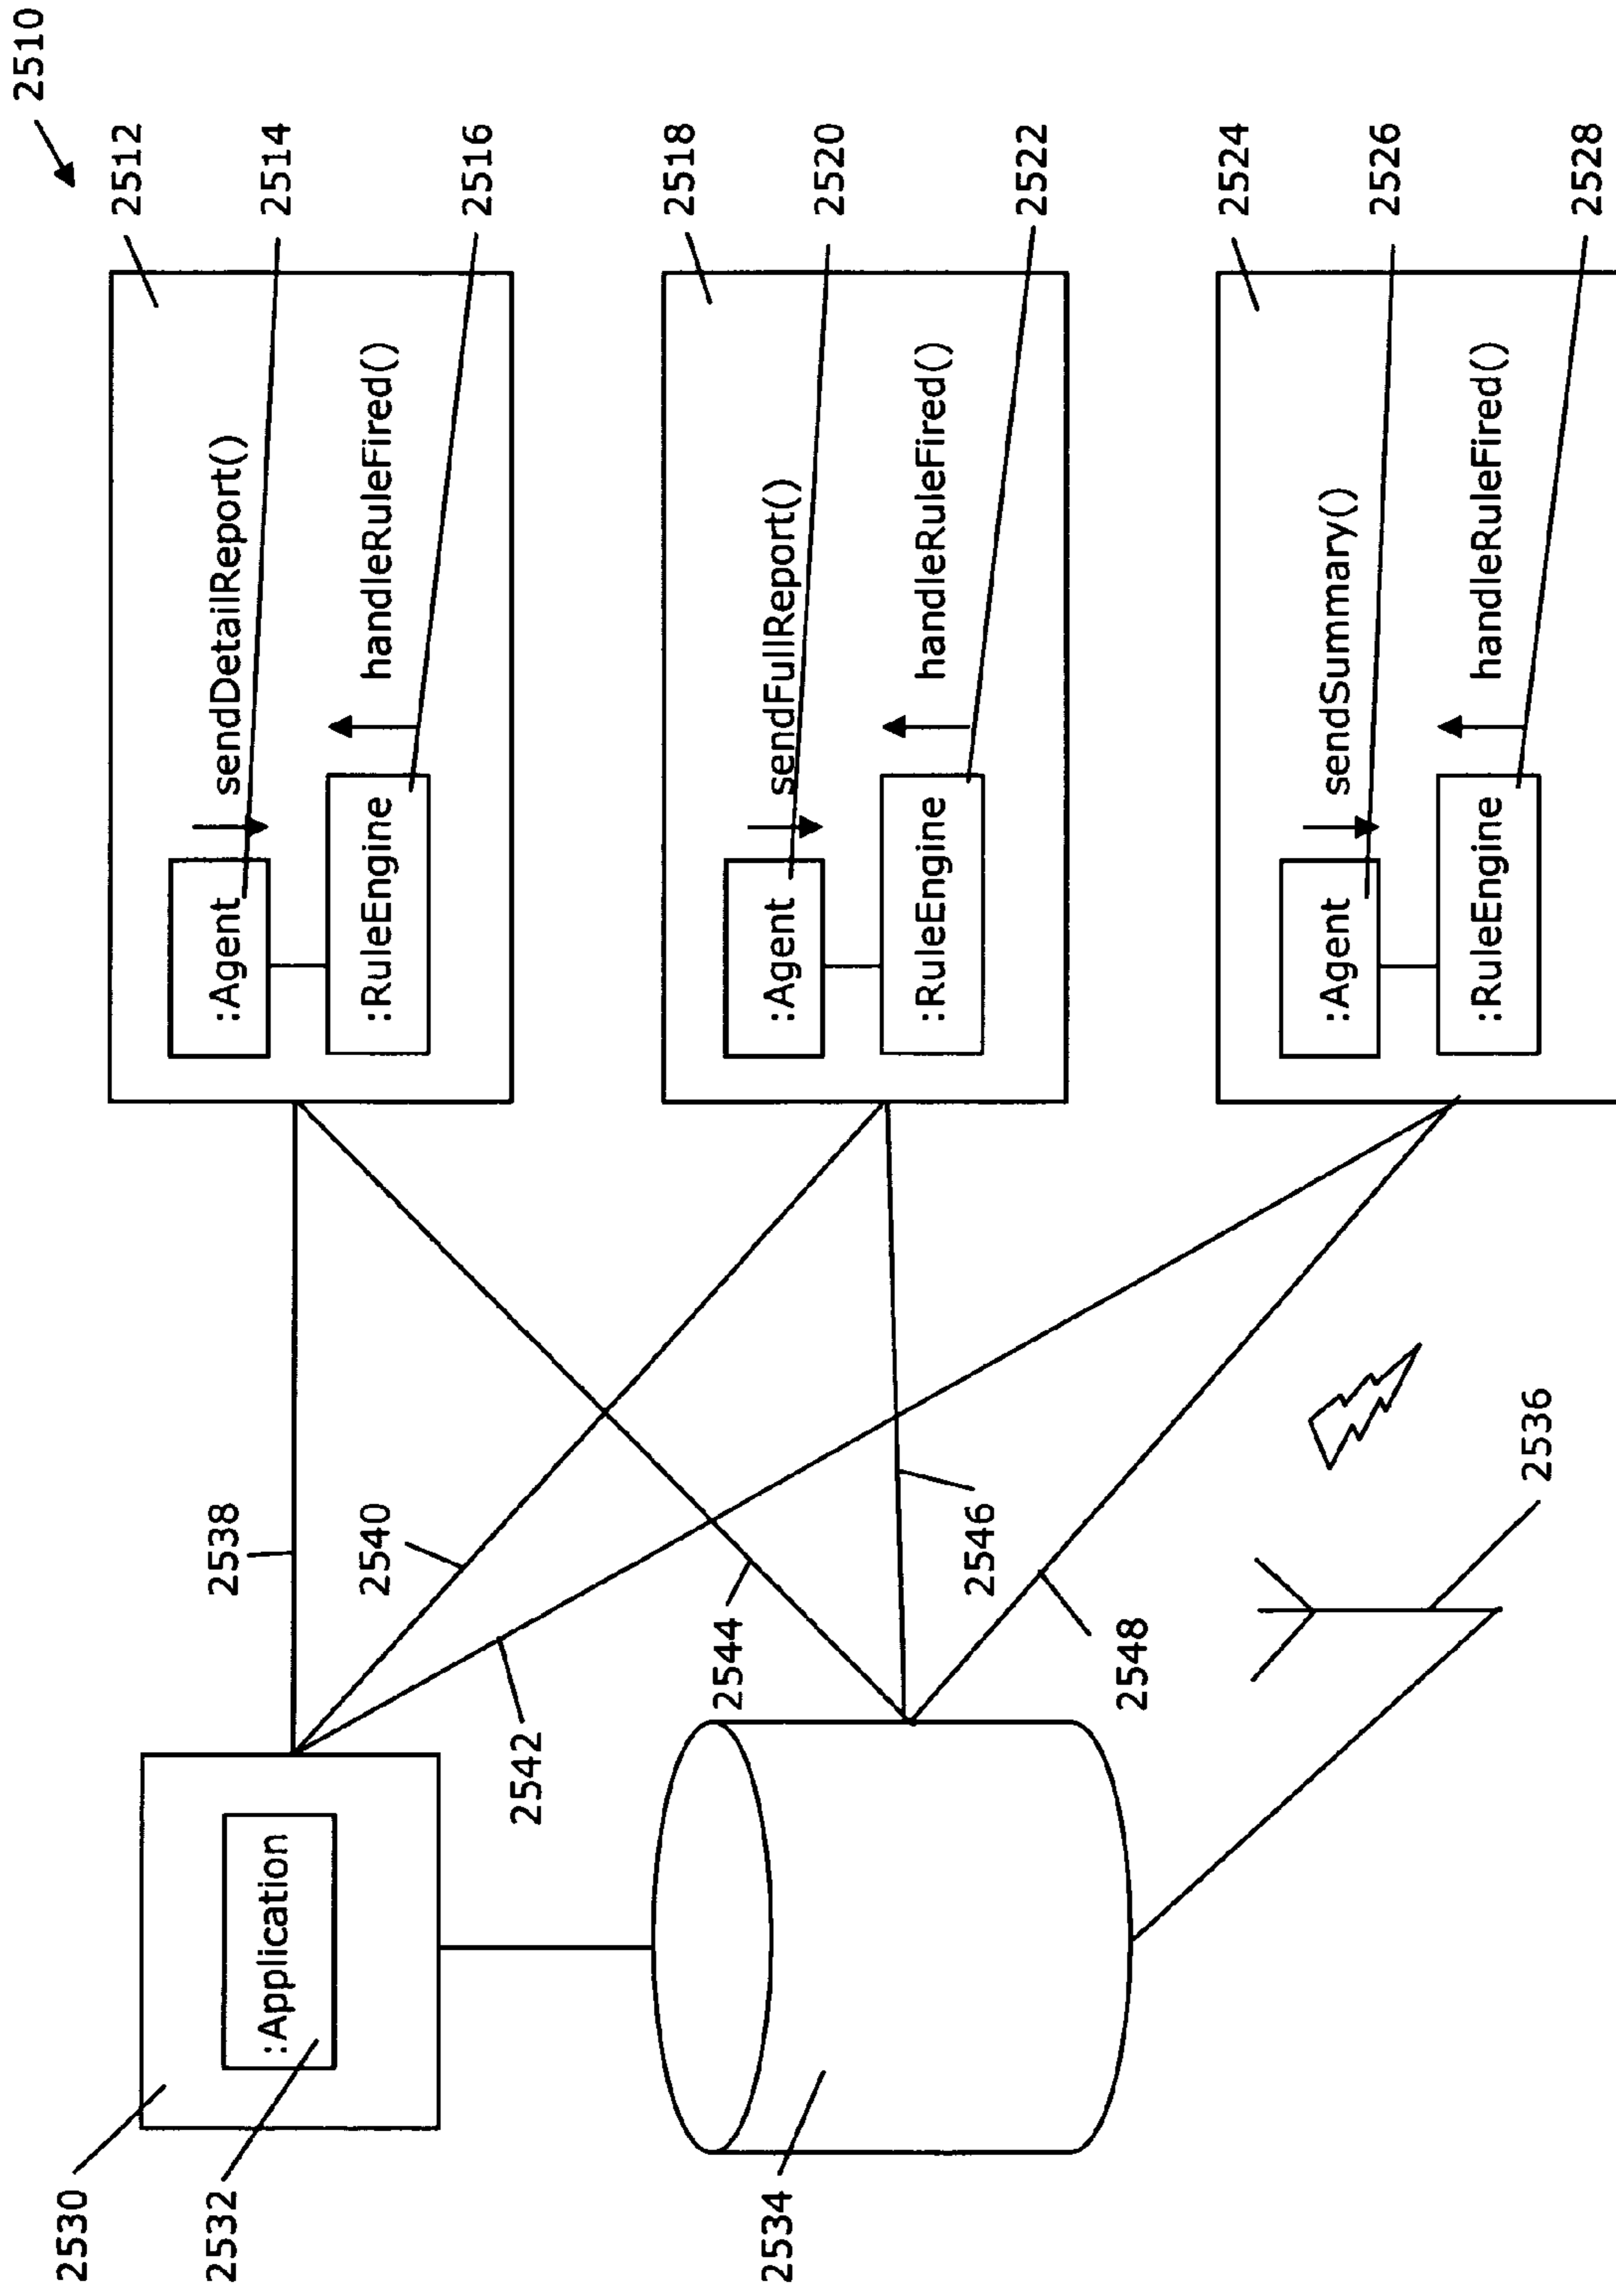 2510
2512
2514
2516
sendDetailReport()
handleRuleFired()
:Agent
:RuleEngine
2518
2520
2522
sendFullReport()
handleRuleFired()
:Agent
:RuleEngine
2524
2526
2528
sendSummary()
handleRuleFired()
:Agent
:RuleEngine
2538
2540
2542
2544
2546
2548
2536
:Application
2530
2532
2534